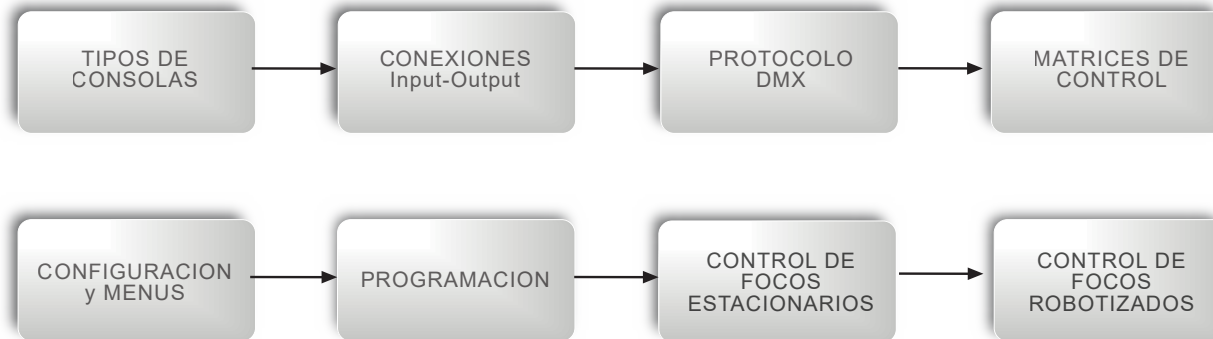 TIPOS DE
CONSOLAS
CONEXIONES
Input-Output
PROTOCOLO
DMX
MATRICES DE
CONTROL
CONFIGURACION
y MENUS
PROGRAMACION
CONTROL DE
FOCOS
ESTACIONARIOS
CONTROL DE
FOCOS
ROBOTIZADOS